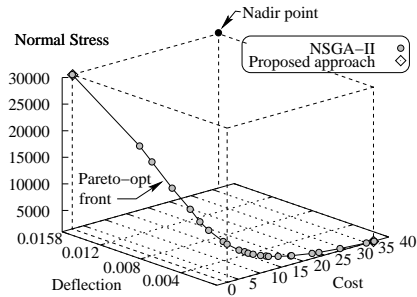 Nadir point
Normal Stress
NSGA−II
Proposed approach
30000
25000
20000
15000
10000
5000
Pareto−opt
front
0.0158
0.012
0.008
0.004
Deflection
0
5
10
15
20
25
30
35
40
Cost